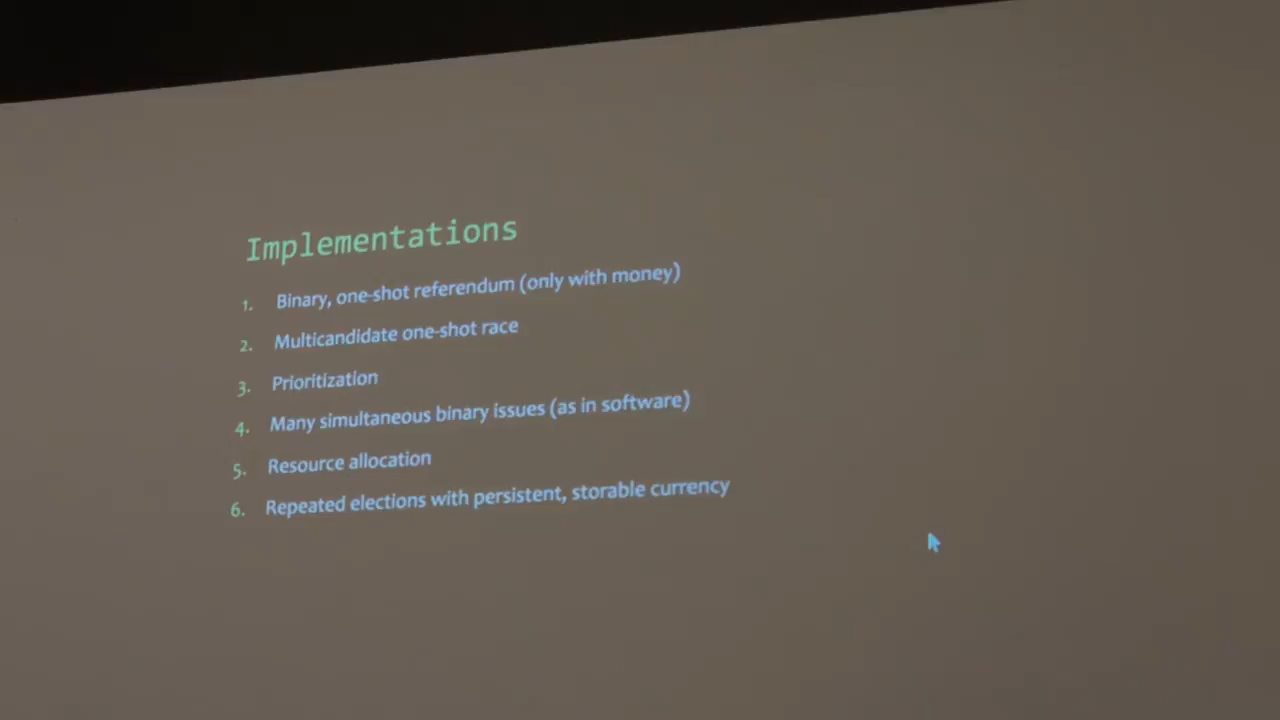 Implementations
1. Binary, one-shot referendum (only with money)
2. Multicandidate one-shot race
3. Prioritization
4. Many simultaneous binary issues (as in software)
5. Resource allocation
6. Repeated elections with persistent, storable currency